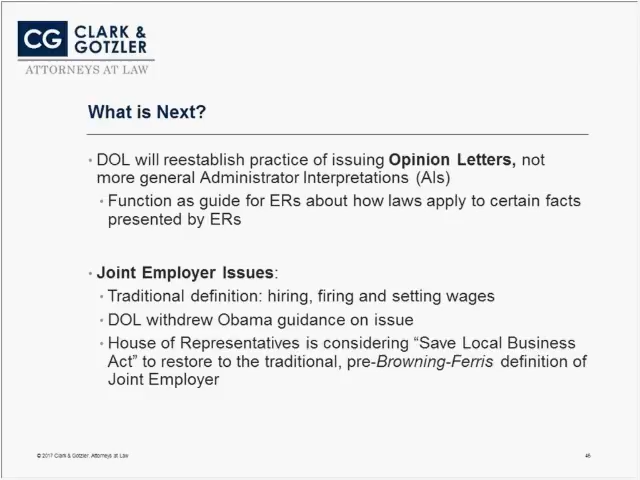 CG CLARK &
GOTZLER
ATTORNEYS AT LAW
What is Next?
• DOL will reestablish practice of issuing Opinion Letters, not
more general Administrator Interpretations (AIs)
• Function as guide for ERs about how laws apply to certain facts
presented by ERs
• Joint Employer Issues:
• Traditional definition: hiring, firing and setting wages
• DOL withdrew Obama guidance on issue
• House of Representatives is considering “Save Local Business
Act” to restore to the traditional, pre-Browning-Ferris definition of
Joint Employer
© 2017 Clark & Gotzler, Attorneys at Law